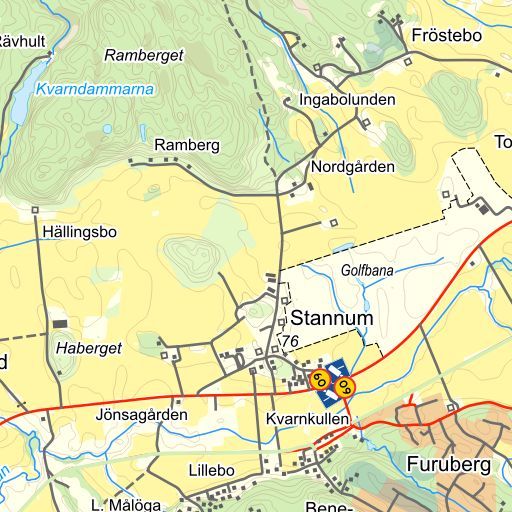 Rävhult
Ramberget
Fröstebo
Kvarndammarna
Ingabolunden
Ramberg
To
Nordgården
Hällingsbo
Golfbana
Stannum
76
Haberget
d
60
60
Jönsagården
Kvarnkullen
Lillebo
Furuberg
L. Målöga
Bene-